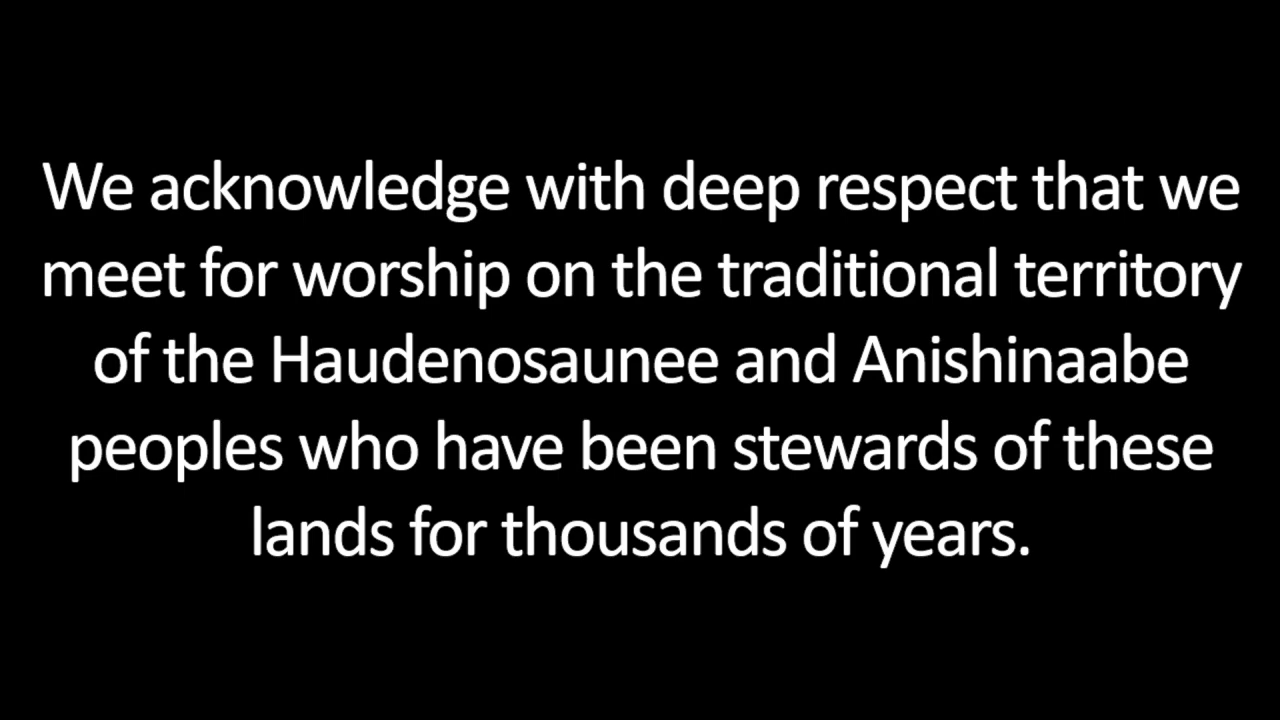 We acknowledge with deep respect that we
meet for worship on the traditional territory
of the Haudenosaunee and Anishinaabe
peoples who have been stewards of these
lands for thousands of years.